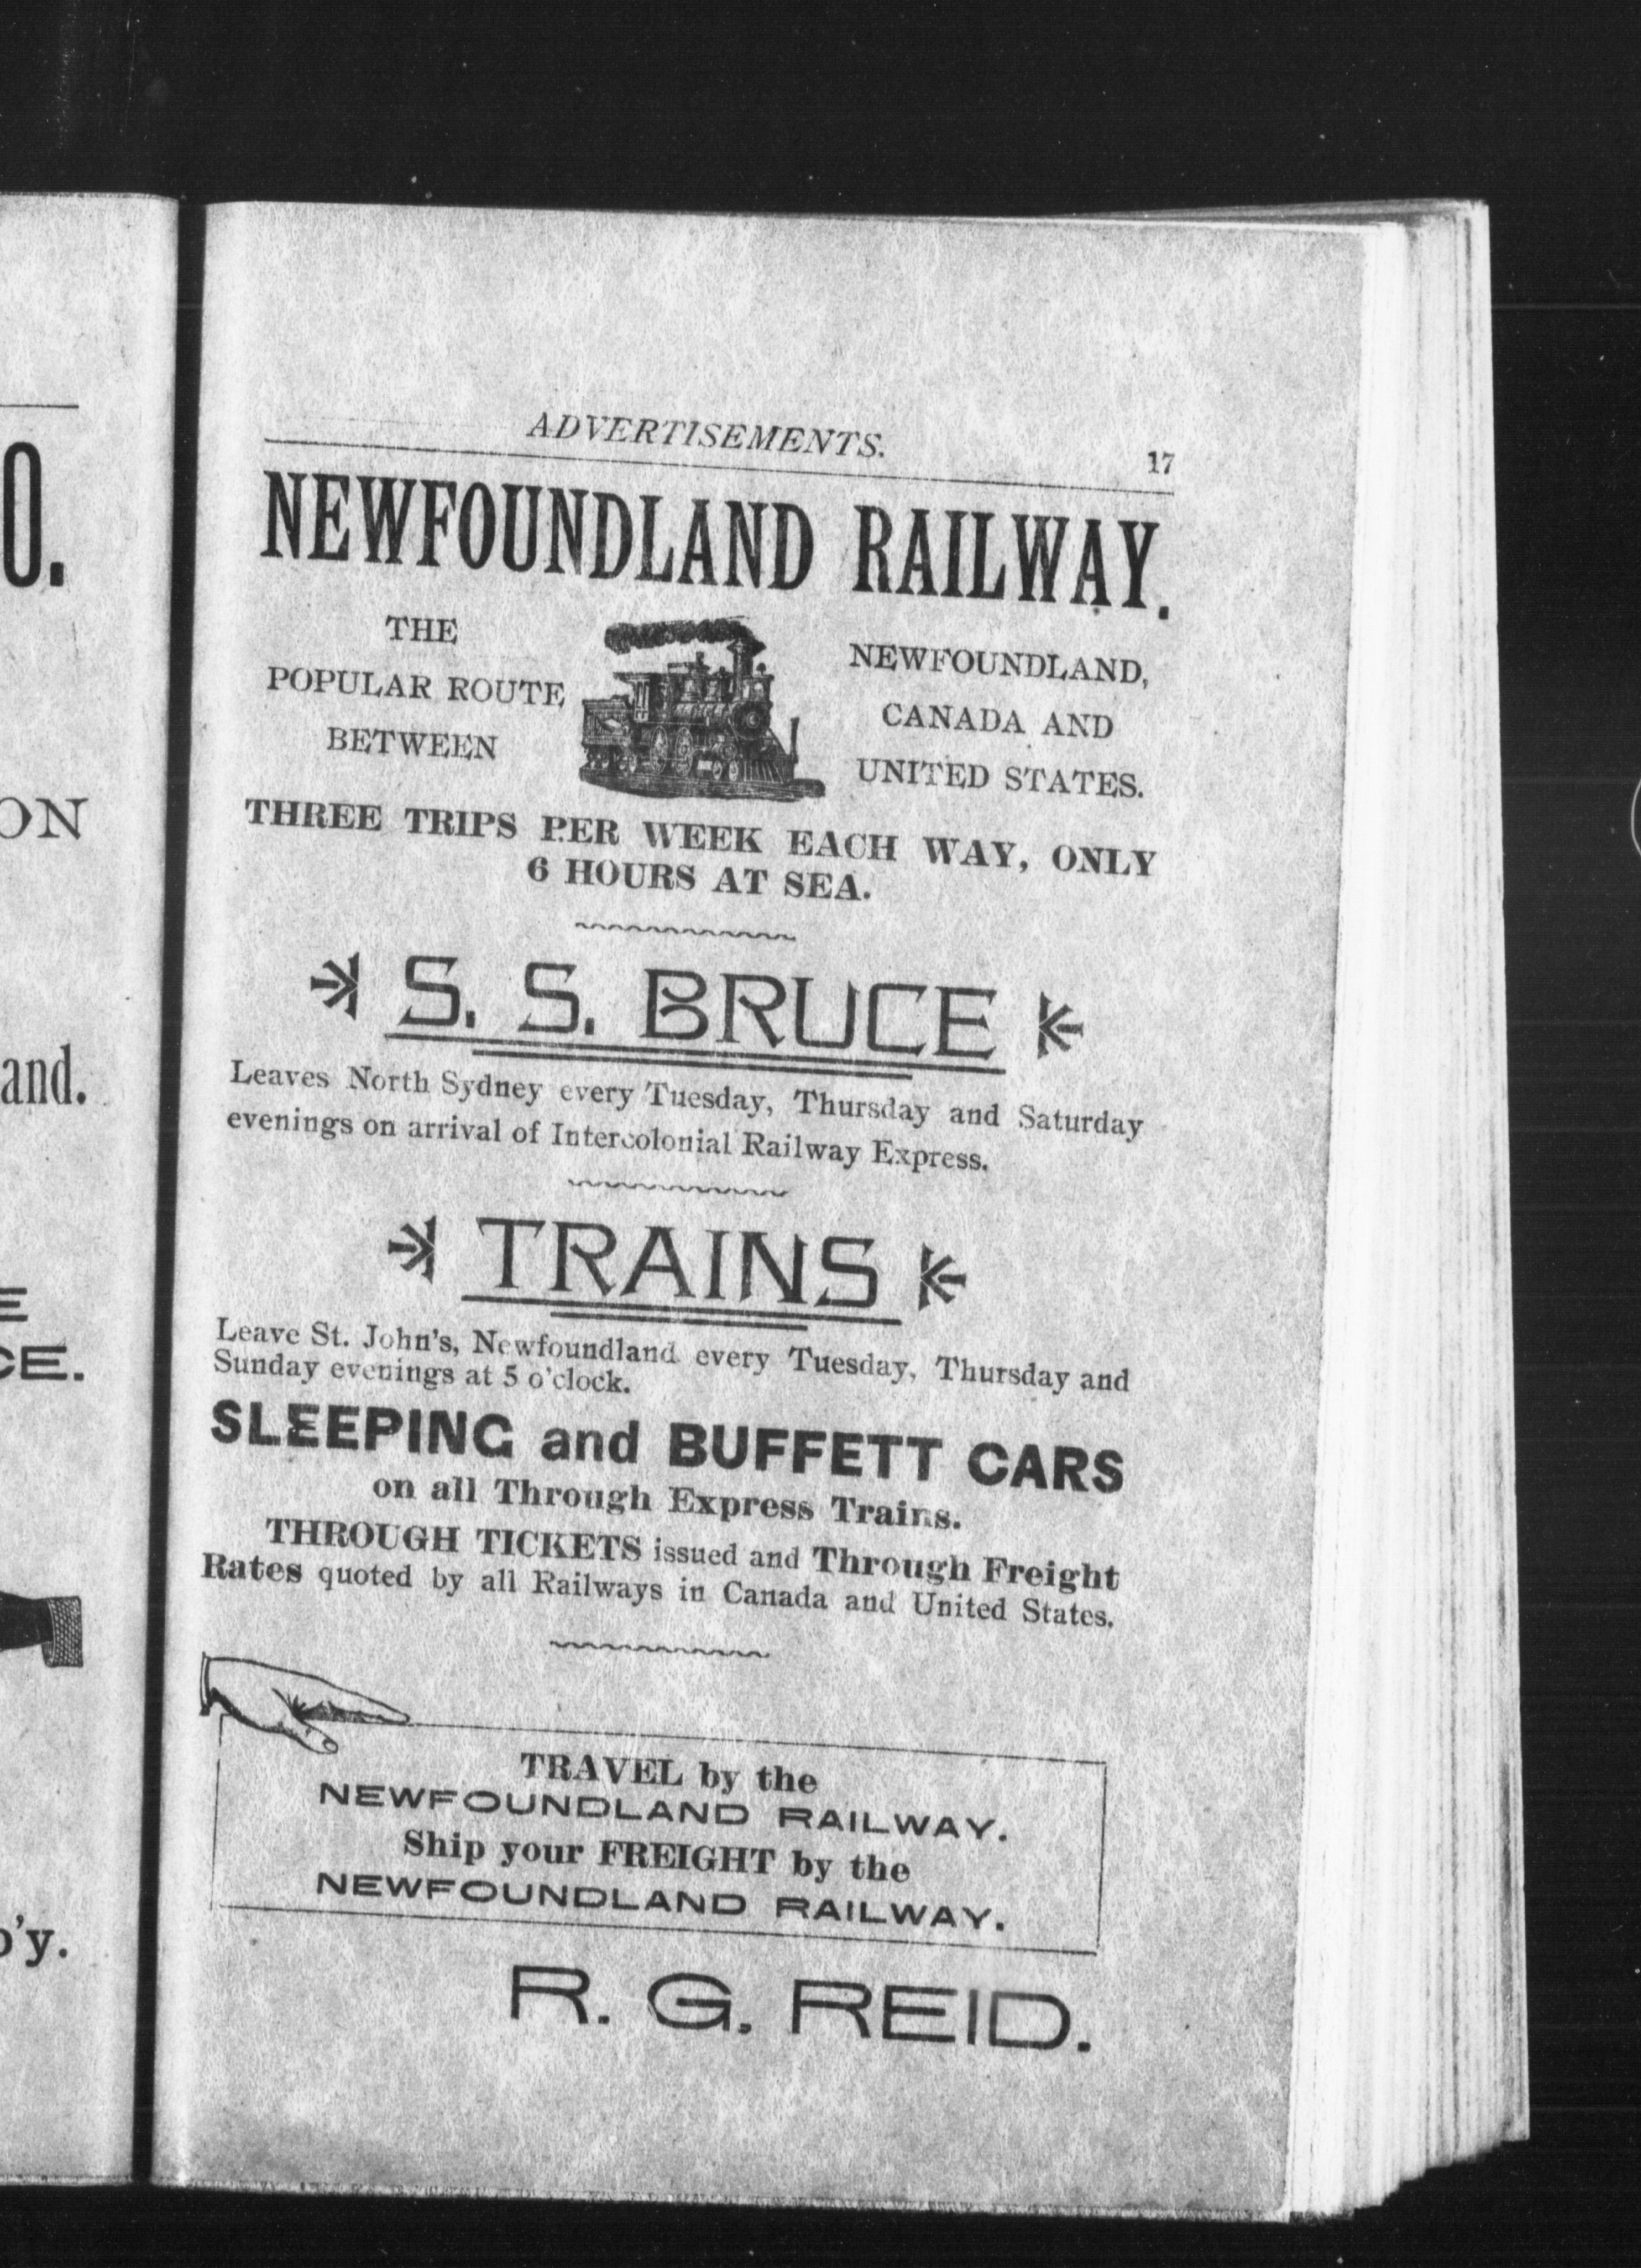 O.
ON
and.
E
CE.
o'y.
ADVERTISEMENTS.
17
NEWFOUNDLAND RAILWAY.
THE
POPULAR ROUTE
BETWEEN
NEWFOUNDLAND,
CANADA AND
UNITED STATES.
THREE TRIPS PER WEEK EACH WAY, ONLY
6 HOURS AT SEA.
S. S. BRUCE
Leaves North Sydney every Tuesday, Thursday and Saturday
evenings on arrival of Intercolonial Railway Express.
TRAINS
Leave St. John's, Newfoundland every Tuesday, Thursday and
Sunday evenings at 5 o'clock.
SLEEPING and BUFFETT CARS
on all Through Express Trains.
THROUGH TICKETS issued and Through Freight
Rates quoted by all Railways in Canada and United States.
TRAVEL by the
NEWFOUNDLAND RAILWAY.
Ship your FREIGHT by the
NEWFOUNDLAND RAILWAY.
R. G. REID.